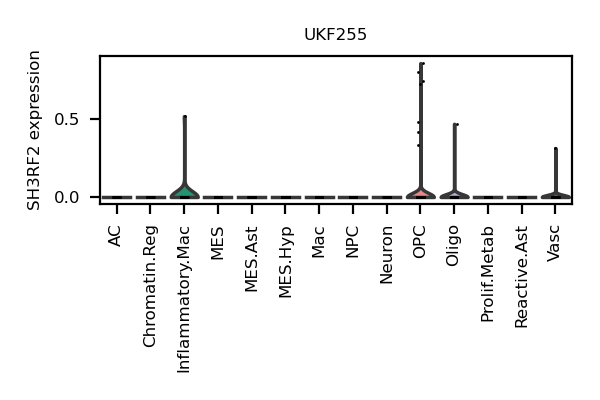 UKF255
SH3RF2 expression
0.5
0.0
AC
Chromatin.Reg
Inflammatory.Mac
MES
MES.Ast
MES.Hyp
Mac
NPC
Neuron
OPC
Oligo
Prolif.Metab
Reactive.Ast
Vasc